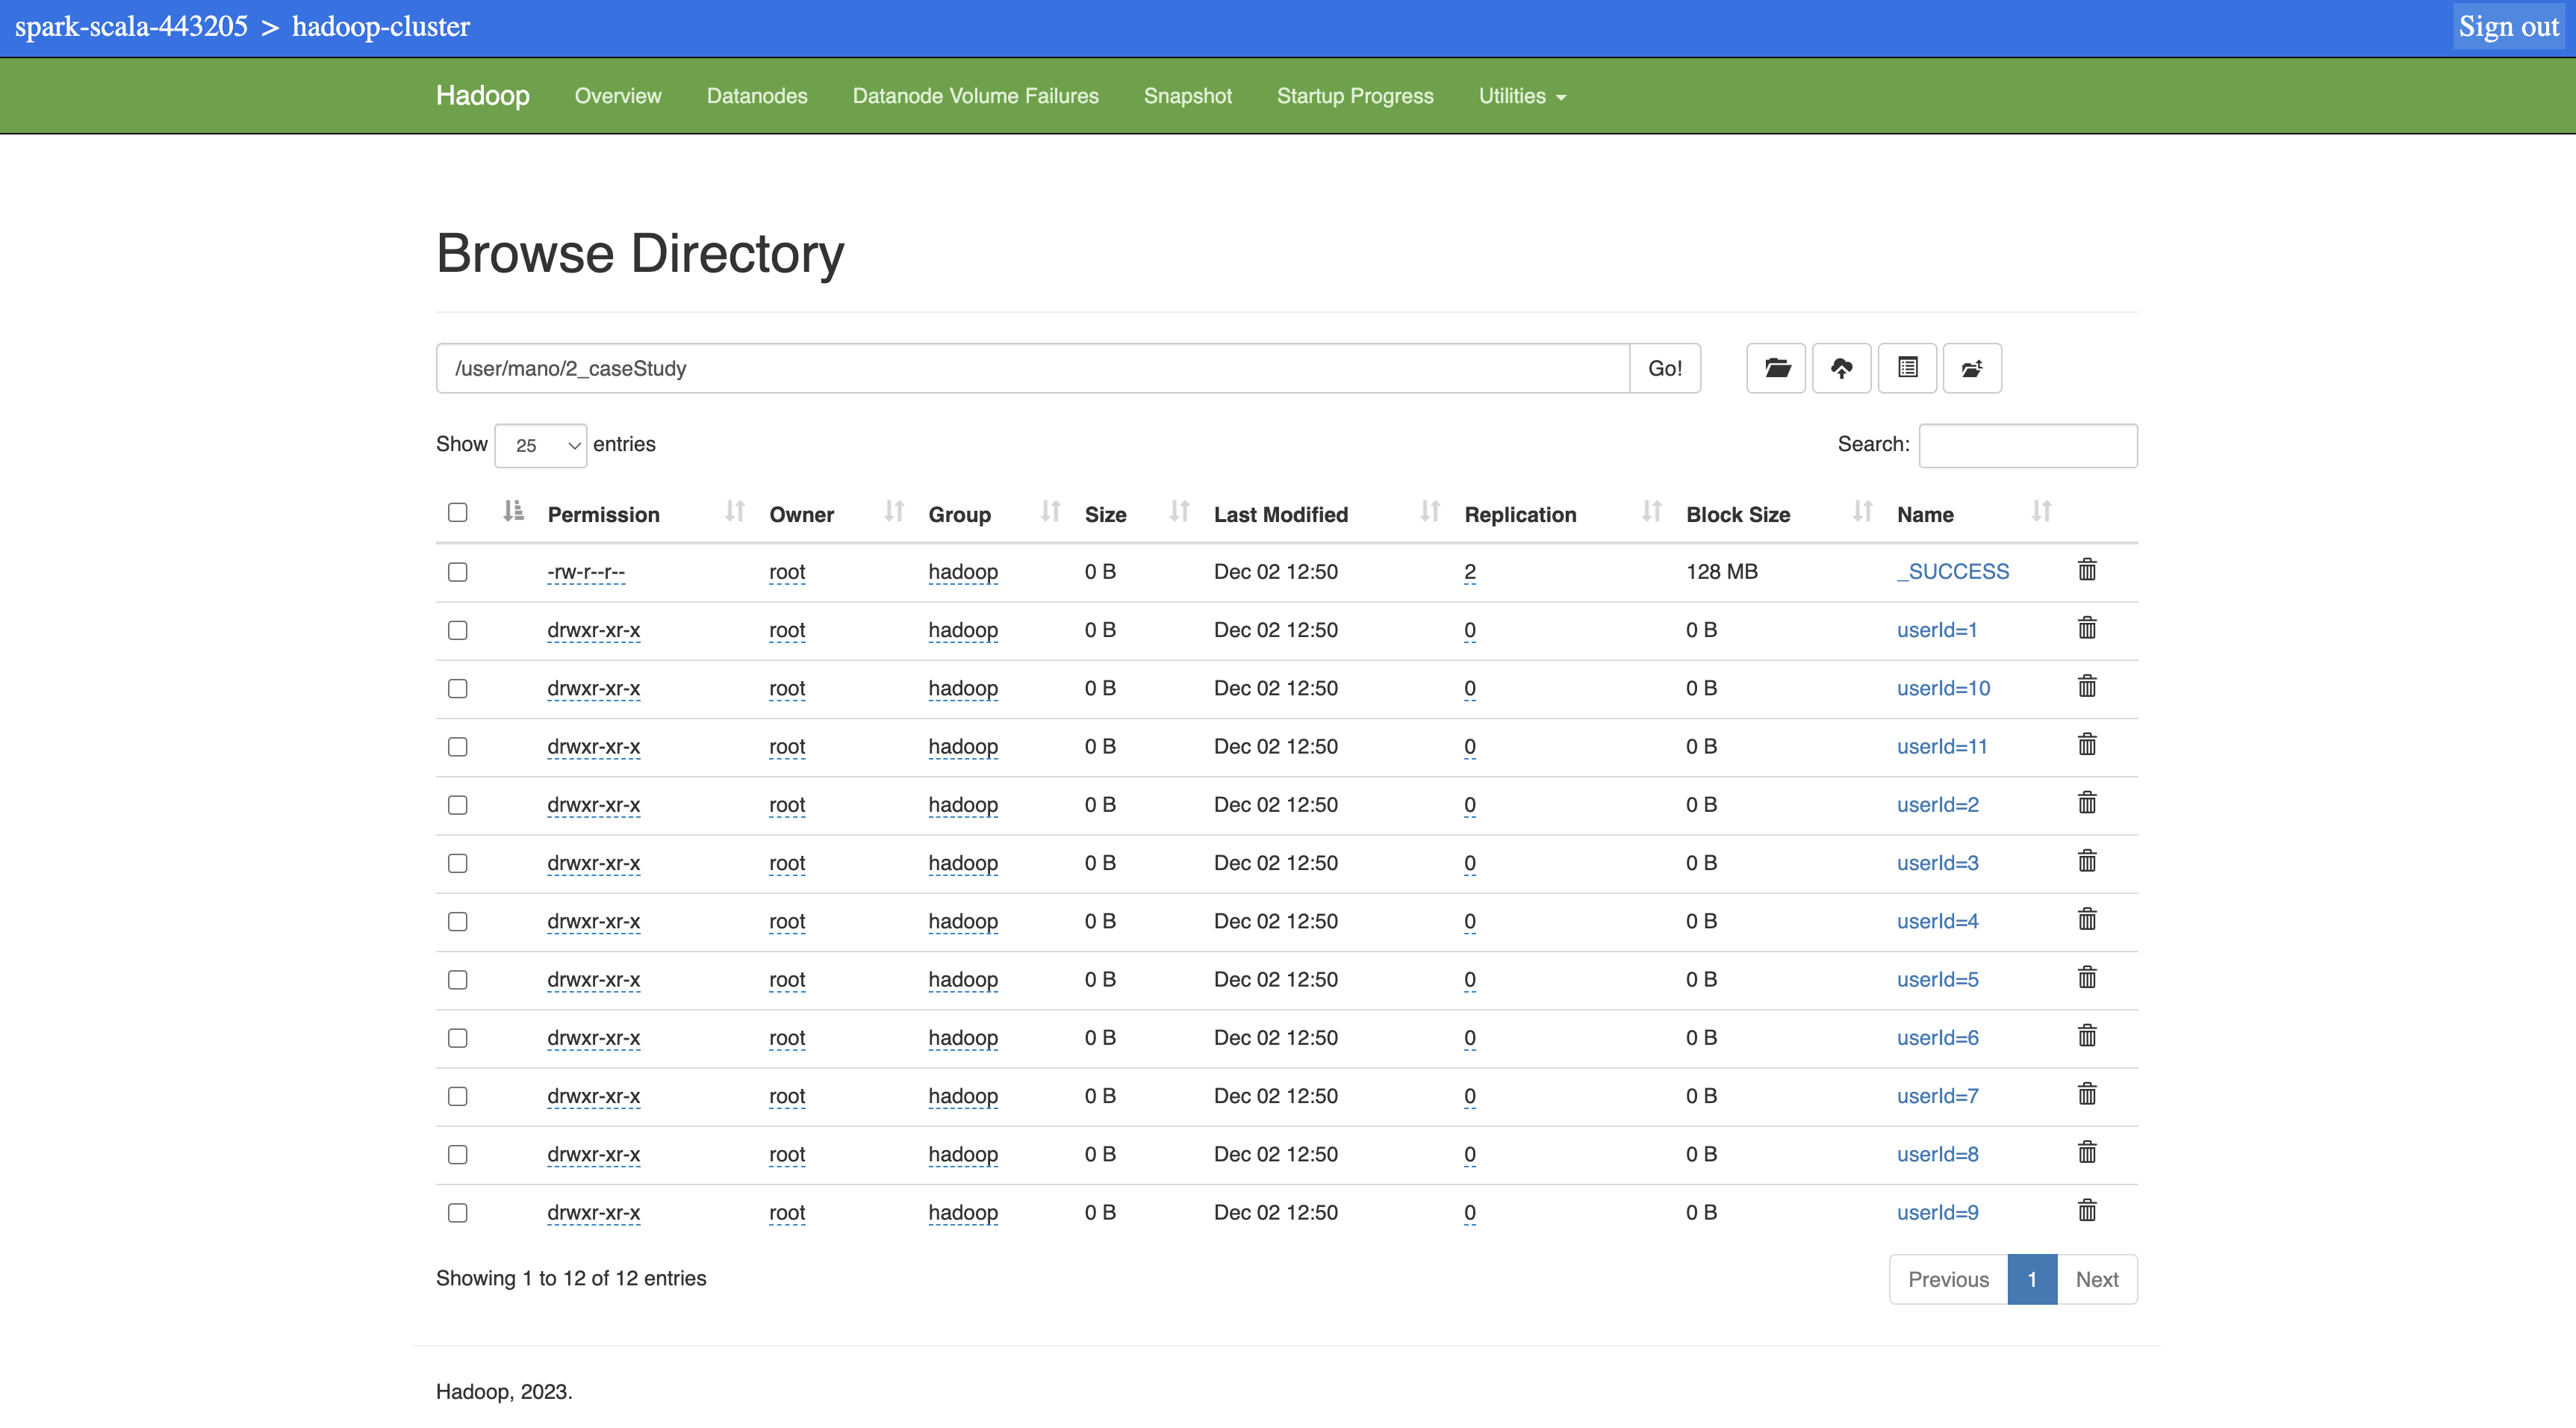 spark-scala-443205 > hadoop-cluster Sign out
Hadoop Overview Datanodes Datanode Volume Failures Snapshot Startup Progress Utilities
Browse Directory
/user/mano/2_caseStudy Go!
Show 25 entries Search:
Permission Owner Group Size Last Modified Replication Block Size Name
-rw-r--r-- root hadoop 0 B Dec 02 12:50 2 128 MB _SUCCESS
drwxr-xr-x root hadoop 0 B Dec 02 12:50 0 0 B userId=1
drwxr-xr-x root hadoop 0 B Dec 02 12:50 0 0 B userId=10
drwxr-xr-x root hadoop 0 B Dec 02 12:50 0 0 B userId=11
drwxr-xr-x root hadoop 0 B Dec 02 12:50 0 0 B userId=2
drwxr-xr-x root hadoop 0 B Dec 02 12:50 0 0 B userId=3
drwxr-xr-x root hadoop 0 B Dec 02 12:50 0 0 B userId=4
drwxr-xr-x root hadoop 0 B Dec 02 12:50 0 0 B userId=5
drwxr-xr-x root hadoop 0 B Dec 02 12:50 0 0 B userId=6
drwxr-xr-x root hadoop 0 B Dec 02 12:50 0 0 B userId=7
drwxr-xr-x root hadoop 0 B Dec 02 12:50 0 0 B userId=8
drwxr-xr-x root hadoop 0 B Dec 02 12:50 0 0 B userId=9
Showing 1 to 12 of 12 entries Previous 1 Next
Hadoop, 2023.